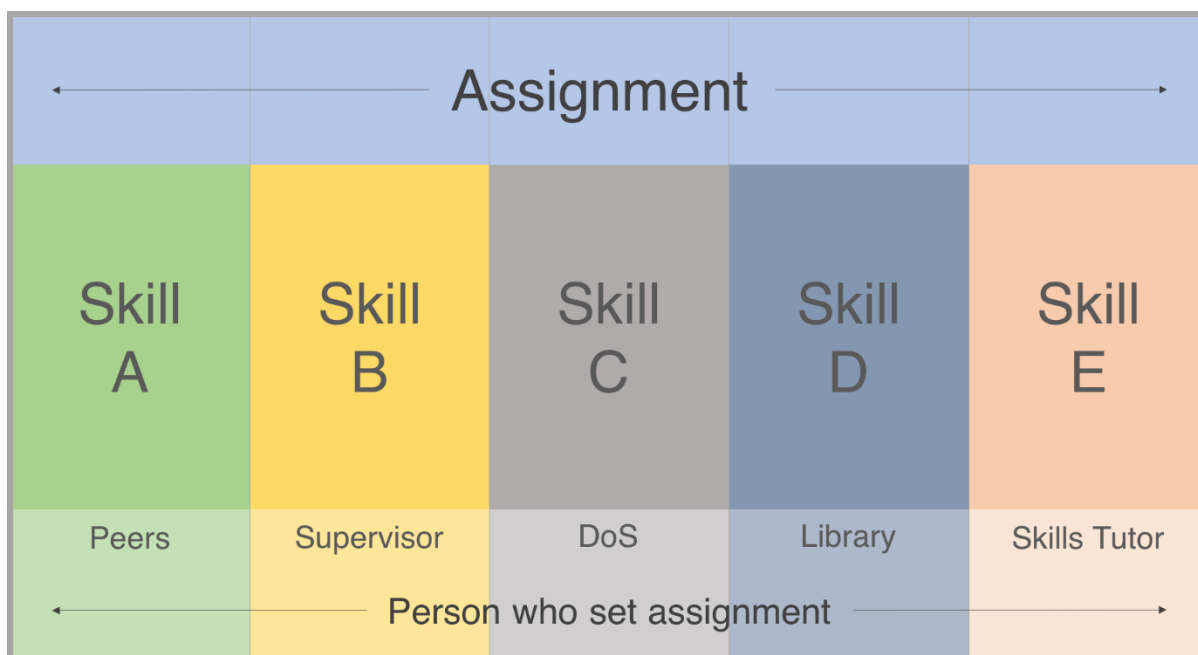 Assignment
Skill Skill Skill Skill Skill
A B C D E
Peers Supervisor DoS Library Skills Tutor
Person who set assignment